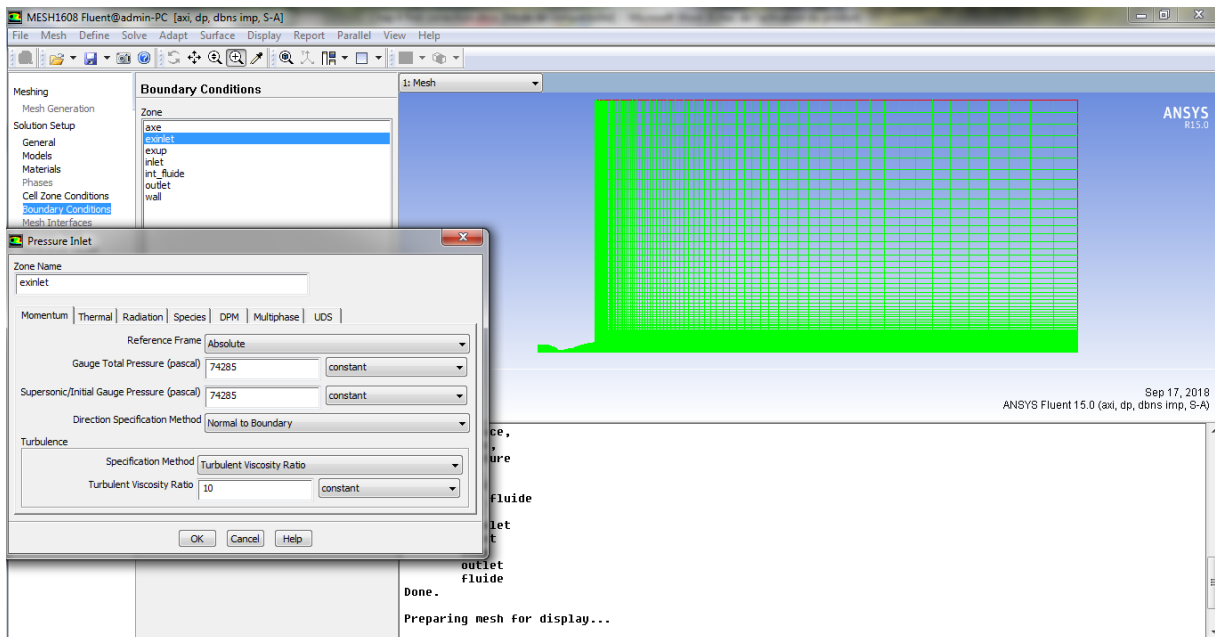 MESH1608 Fluent@admin-PC [axi, dp, dbns imp, S-A]
File Mesh Define Solve Adapt Surface Display Report Parallel View Help
Meshing
Mesh Generation
Solution Setup
General
Models
Materials
Phases
Cell Zone Conditions
Boundary Conditions
Mesh Interfaces
Boundary Conditions
Zone
axe
exinlet
exup
inlet
int_fluide
outlet
wall
1: Mesh
ANSYS
R15.0
Pressure Inlet
Zone Name
exinlet
Momentum Thermal Radiation Species DPM Multiphase UDS
Reference Frame Absolute
Gauge Total Pressure (pascal) 74285 constant
Supersonic/Initial Gauge Pressure (pascal) 74285 constant
Direction Specification Method Normal to Boundary
Turbulence
Specification Method Turbulent Viscosity Ratio
Turbulent Viscosity Ratio 10 constant
OK Cancel Help
Sep 17, 2018
ANSYS Fluent 15.0 (axi, dp, dbns imp, S-A)
ce,
,
ure
fluide
let
t
outlet
fluide
Done.
Preparing mesh for display...